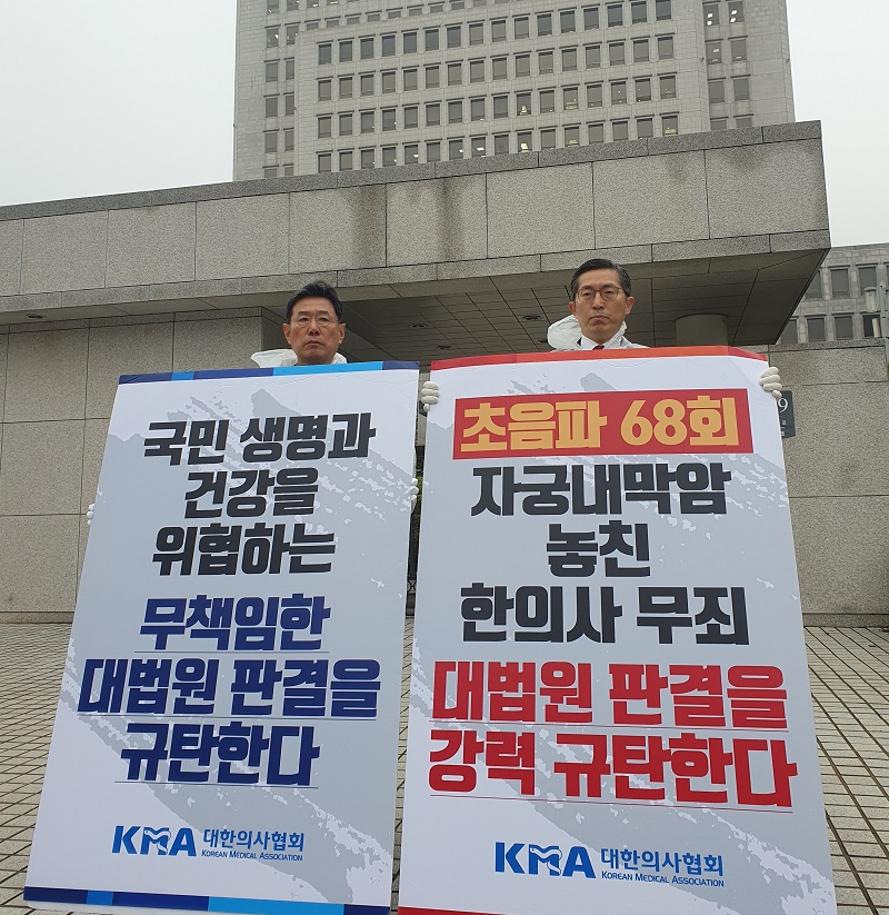 국민 생명과
건강을
위협하는
무책임한
대법원 판결을
규탄한다
KMA 대한의사협회
KOREAN MEDICAL ASSOCIATION
초음파 68회
자궁내막암
놓친
한의사 무죄
대법원 판결을
강력 규탄한다
KMA 대한의사협회
KOREAN MEDICAL ASSOCIATION